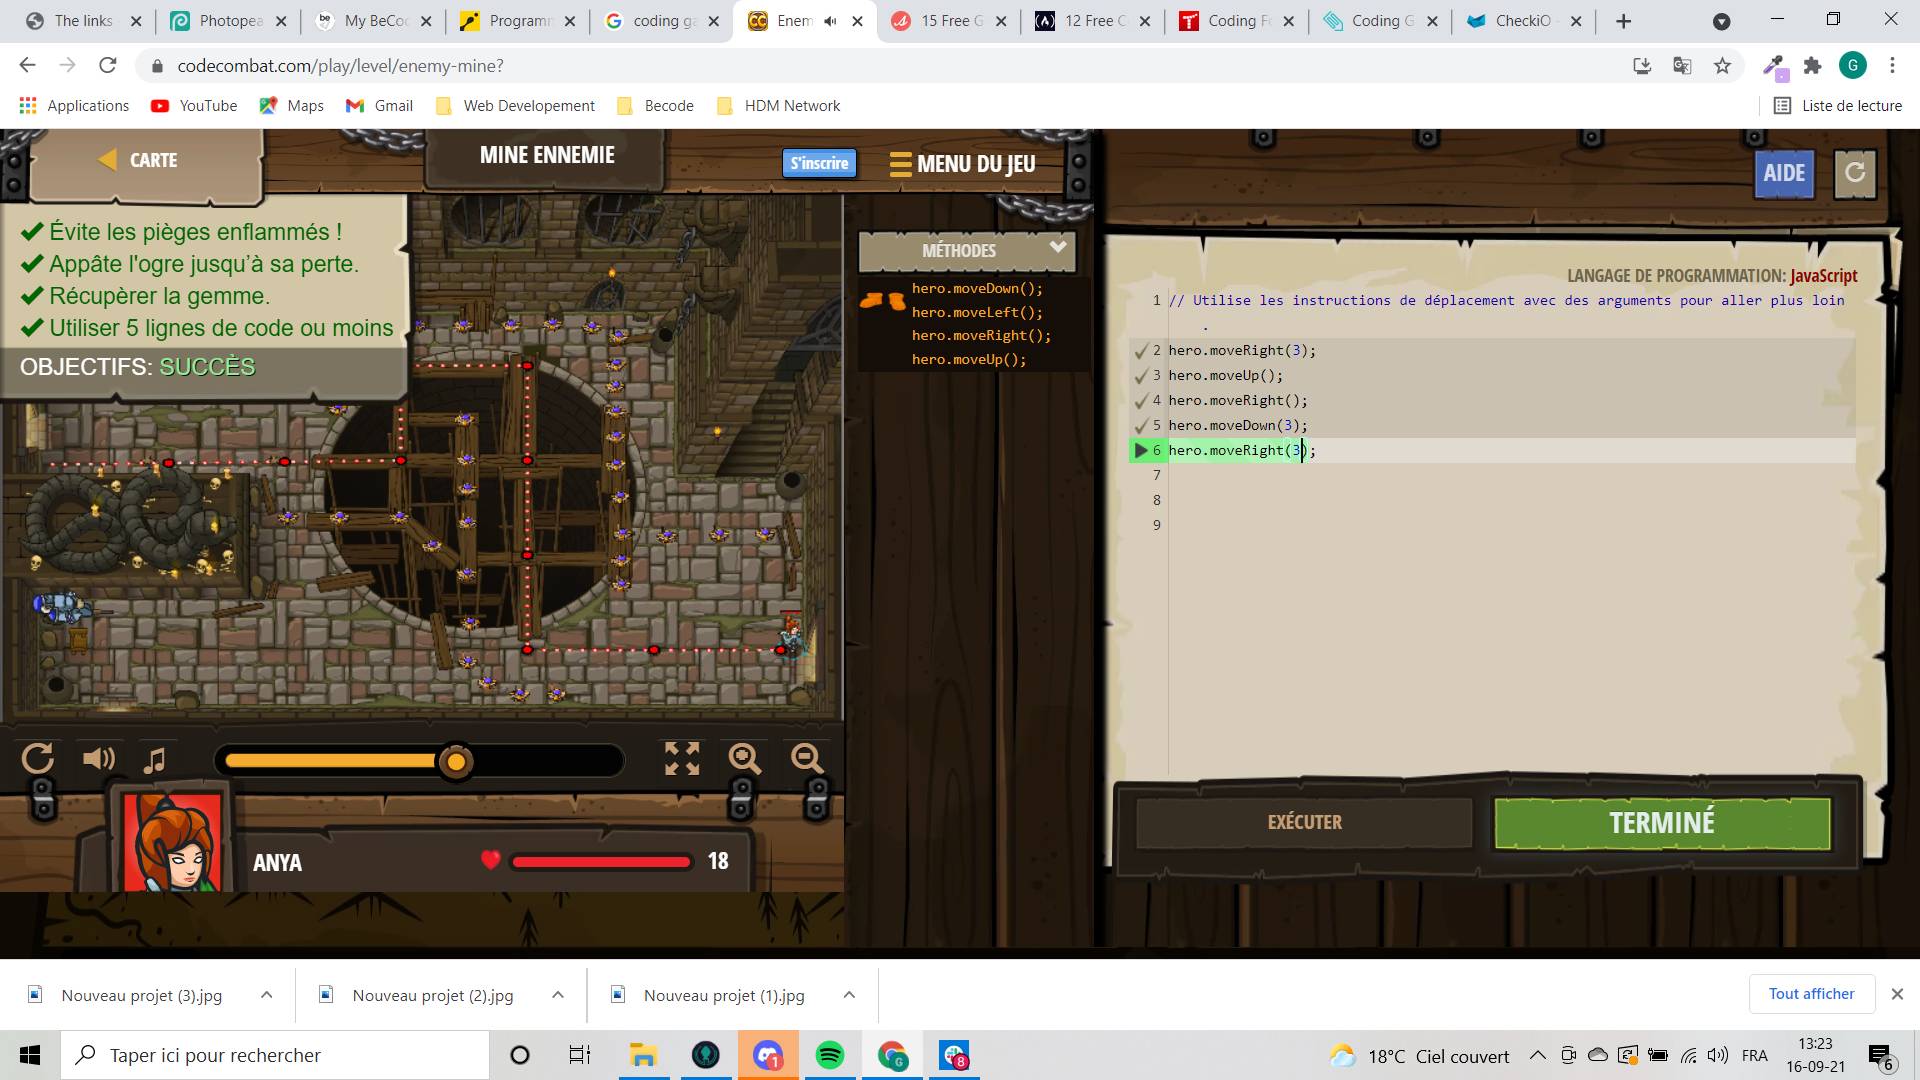 The links
Photopea
My BeCo
Programm
coding ga
Enem
15 Free G
12 Free C
Coding Fo
Coding G
CheckiO
codecombat.com/play/level/enemy-mine?
G
Applications
YouTube
Maps
Gmail
Web Developement
Becode
HDM Network
Liste de lecture
CARTE
MINE ENNEMIE
S'inscrire
MENU DU JEU
AIDE
Évite les pièges enflammés !
Appâte l'ogre jusqu'à sa perte.
Récupèrer la gemme.
Utiliser 5 lignes de code ou moins
OBJECTIFS: SUCCÈS
MÉTHODES
hero.moveDown();
hero.moveLeft();
hero.moveRight();
hero.moveUp();
LANGAGE DE PROGRAMMATION: JavaScript
1 // Utilise les instructions de déplacement avec des arguments pour aller plus loin
.
2 hero.moveRight(3);
3 hero.moveUp();
4 hero.moveRight();
5 hero.moveDown(3);
6 hero.moveRight(3);
7
8
9
EXÉCUTER
TERMINÉ
ANYA
18
Nouveau projet (3).jpg
Nouveau projet (2).jpg
Nouveau projet (1).jpg
Tout afficher
Taper ici pour rechercher
1
G
8
18°C Ciel couvert
FRA
13:23
16-09-21
6